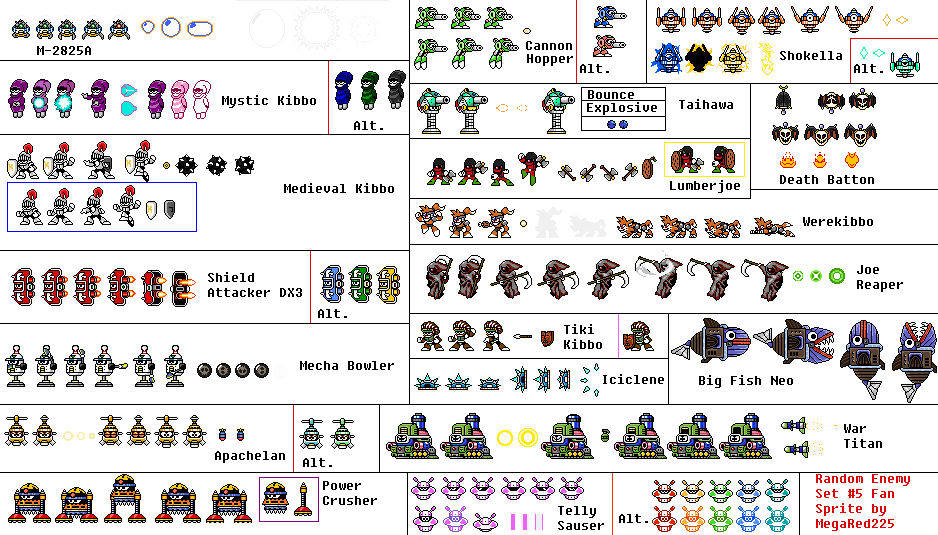 M-2825A
Cannon
Hopper
Alt.
Shokella
Alt.
Mystic Kibbo
Alt.
Bounce
Explosive
Taihawa
Medieval Kibbo
Lumberjoe
Death Batton
Werekibbo
Shield
Attacker DX3
Alt.
Joe
Reaper
Mecha Bowler
Tiki
Kibbo
Iciclene
Big Fish Neo
Apachelan
Alt.
War
Titan
Power
Crusher
Telly
Sauser
Alt.
Random Enemy
Set #5 Fan
Sprite by
MegaRed225